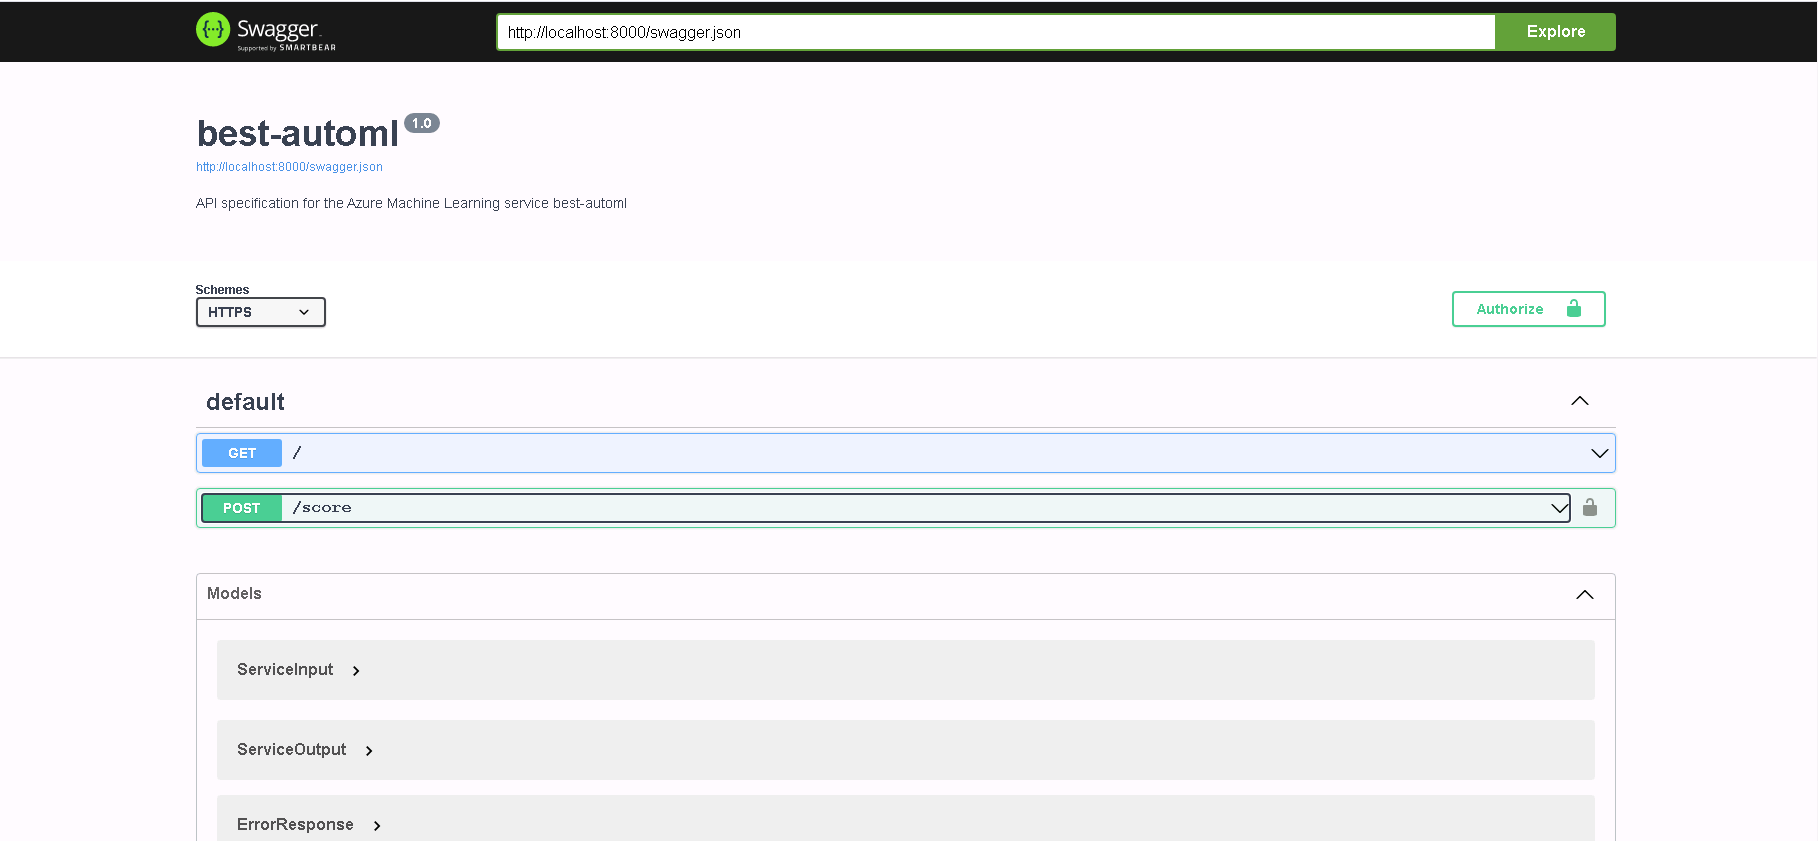 Swagger
Supported by SMARTBEAR
http://localhost:8000/swagger.json
Explore
best-automl 1.0
http://localhost:8000/swagger.json
API specification for the Azure Machine Learning service best-automl
Schemes
HTTPS
Authorize
default
GET /
POST /score
Models
ServiceInput
ServiceOutput
ErrorResponse